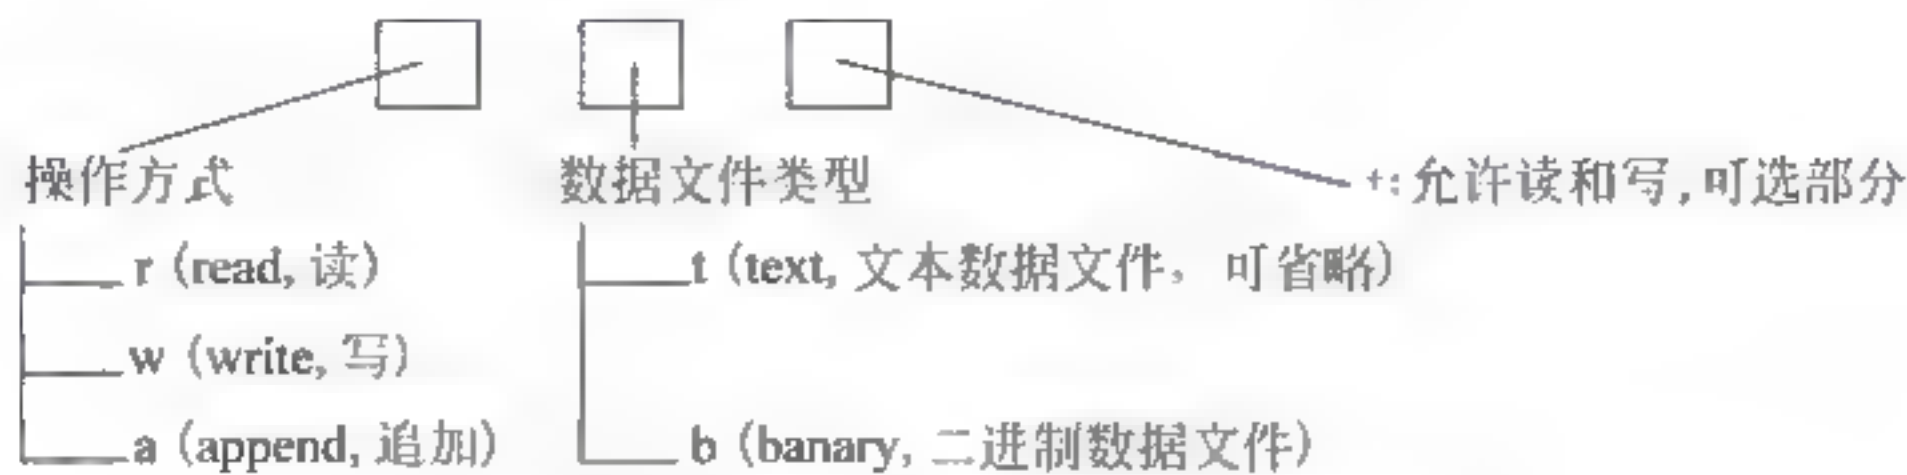 操作方式 数据文件类型 +:允许读和写,可选部分
r (read, 读) t (text, 文本数据文件，可省略)
w (write, 写)
a (append, 追加) b (banary, 二进制数据文件)